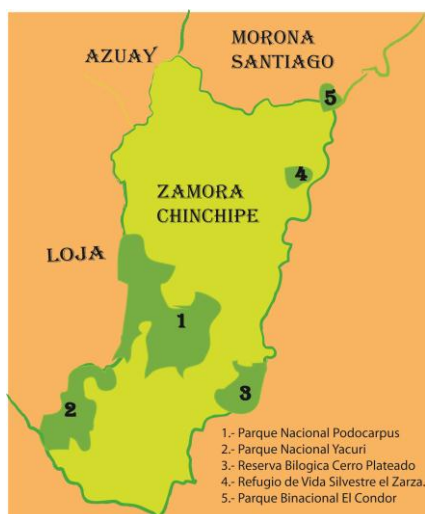 AZUAY
MORONA
SANTIAGO
5
4
ZAMORA
CHINCHIPE
LOJA
1
2
3
1.- Parque Nacional Podocarpus
2.- Parque Nacional Yacuri
3.- Reserva Bilogica Cerro Plateado
4.- Refugio de Vida Silvestre el Zarza.
5.- Parque Binacional El Condor